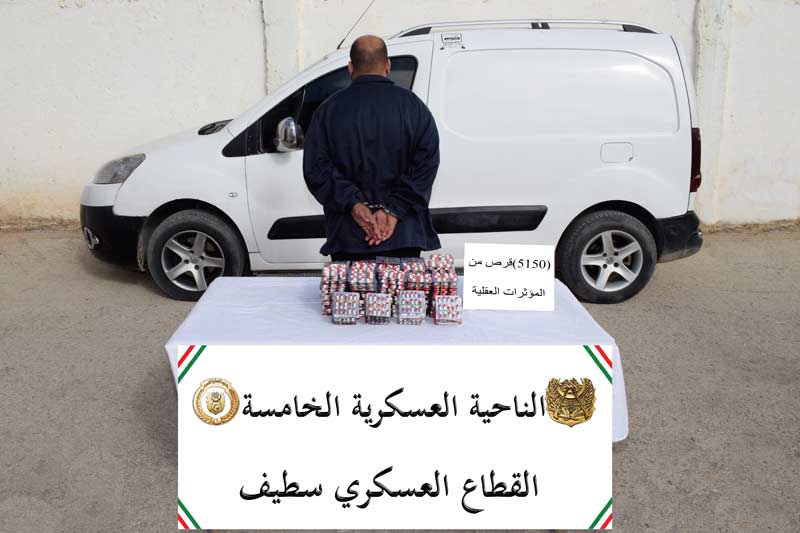 (5150)قرص من
المؤثرات العقلية
الناحية العسكرية الخامسة
القطاع العسكري سطيف